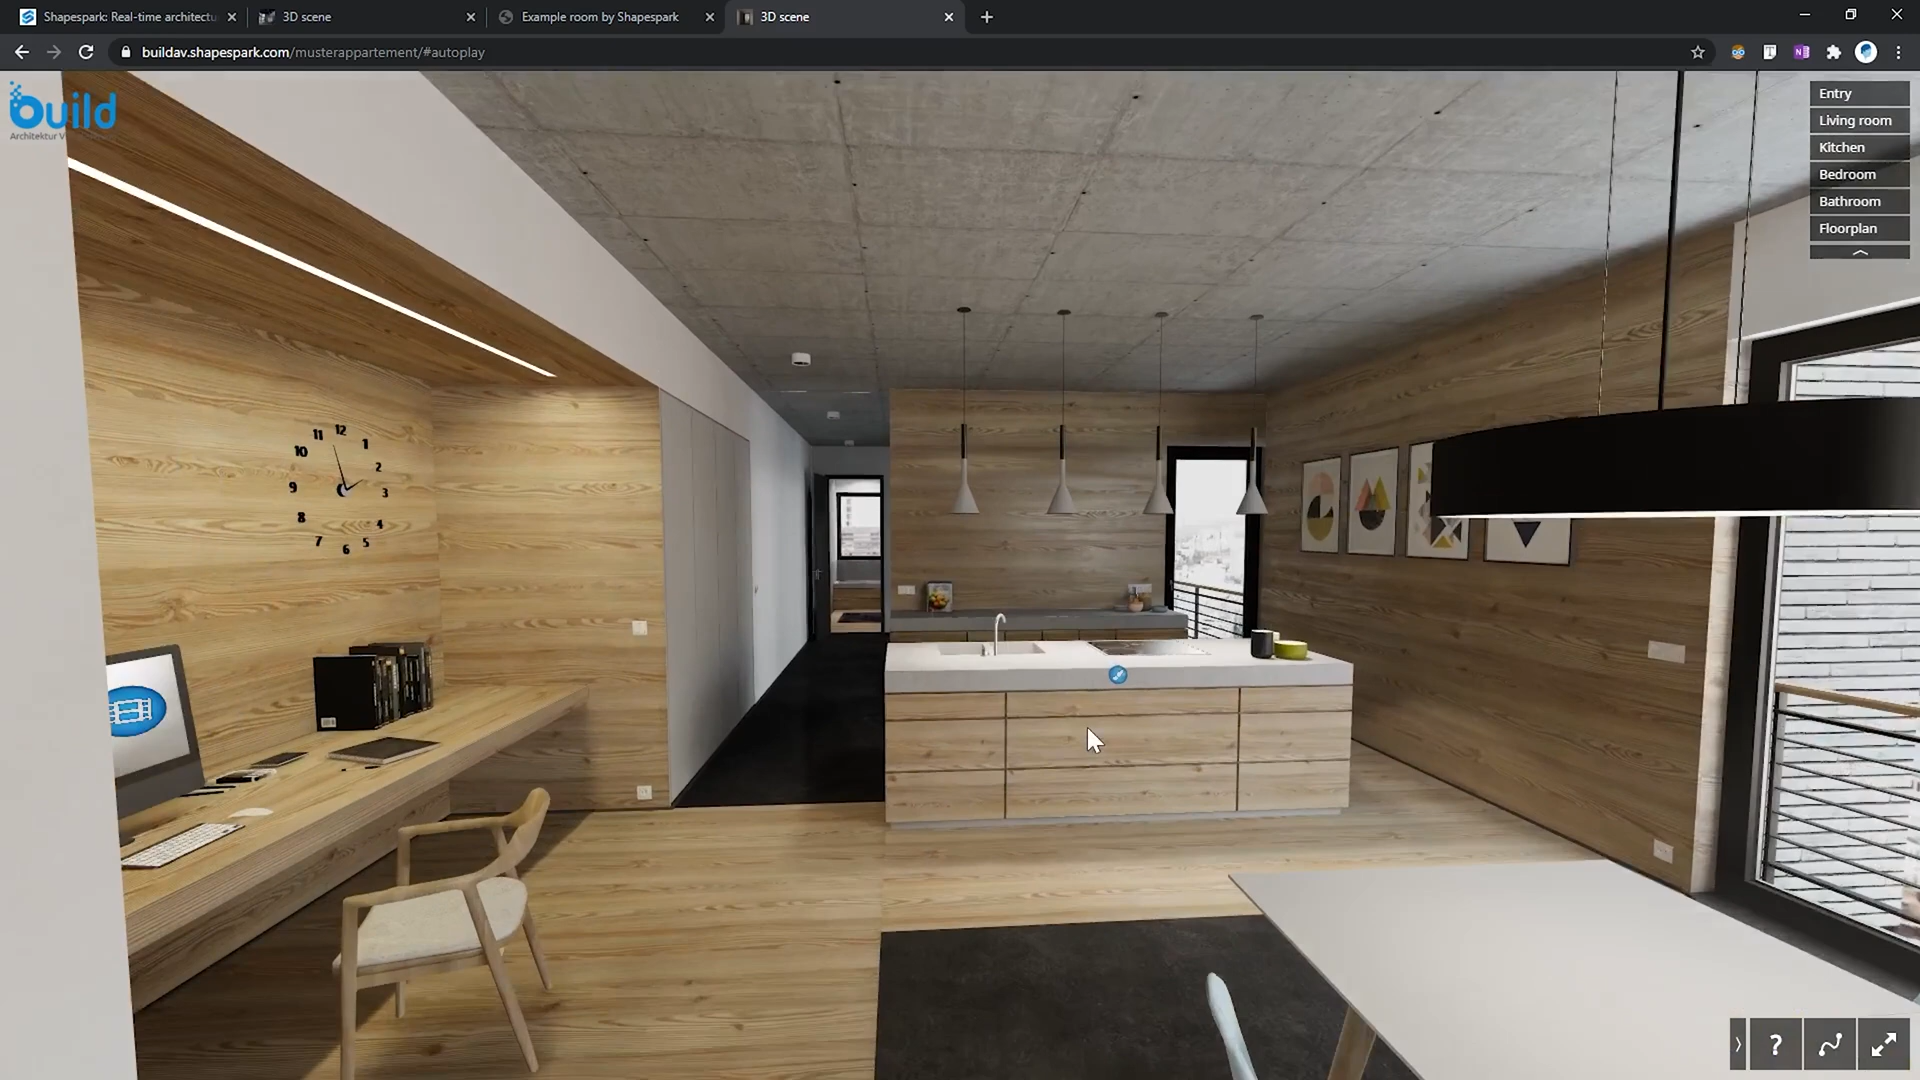 Shapespark: Real-time architectu
3D scene
Example room by Shapespark
3D scene
buildav.shapespark.com/musterappartement/#autoplay
build
Architektur V
Entry
Living room
Kitchen
Bedroom
Bathroom
Floorplan
12
1
2
3
4
5
6
7
8
9
10
11
?